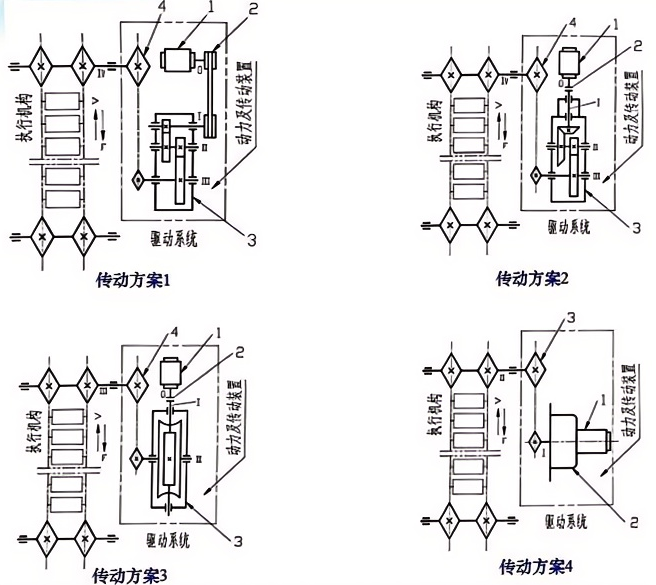 4
1
2
O
IV
I
II
III
V
F
执行机构
动力及传动装置
3
驱动系统
传动方案1
4
1
2
O
IV
I
II
III
V
F
执行机构
动力及传动装置
3
驱动系统
传动方案2
4
1
2
O
III
I
II
V
F
执行机构
动力及传动装置
3
驱动系统
传动方案3
3
1
II
I
V
F
执行机构
动力及传动装置
2
驱动系统
传动方案4